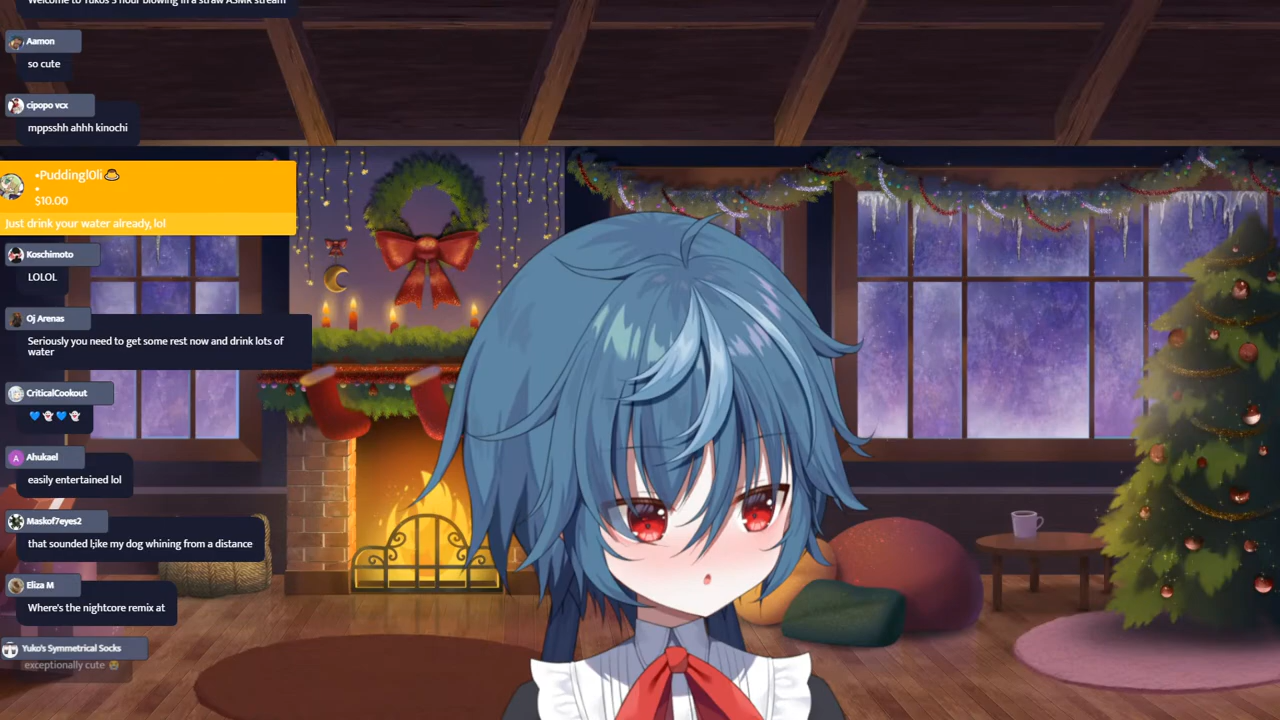 Welcome to Yukos 3 hour blowing in a straw ASMR stream
Aamon
so cute
cipopo vcx
mppsshh ahhh kinochi
•Puddingl0li🍮
•
$10.00
Just drink your water already, lol
Koschimoto
LOLOL
Oj Arenas
Seriously you need to get some rest now and drink lots of
water
CriticalCookout
💙👻💙👻
A Ahukael
easily entertained lol
Maskof7eyes2
that sounded l;ike my dog whining from a distance
Eliza M
Where's the nightcore remix at
Yuko's Symmetrical Socks
exceptionally cute 😭